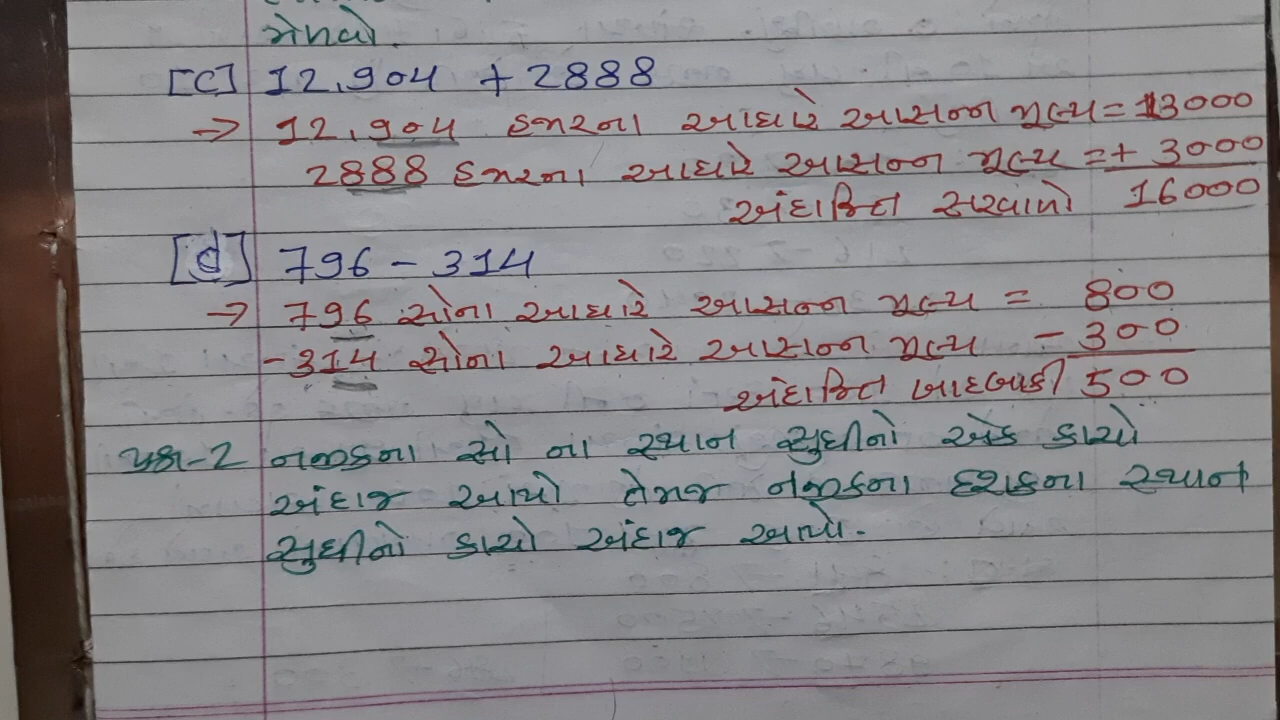 મેળવો.
[c] 12,904 + 2888
→ 12,904 હજારના આધારે આસન્ન મૂલ્ય = 13000
2888 હજારના આધારે આસન્ન મૂલ્ય = + 3000
અંદાજિત સરવાળો 16000
[d] 796 - 314
→ 796 સોના આધારે આસન્ન મૂલ્ય = 800
- 314 સોના આધારે આસન્ન મૂલ્ય - 300
અંદાજિત બાદબાકી 500
પ્રશ્ન-2 નજીકના સો ના સ્થાન સુધીનો એક કાચો
અંદાજ આપો તેમજ નજીકના દશકના સ્થાન
સુધીનો કાચો અંદાજ આપો.